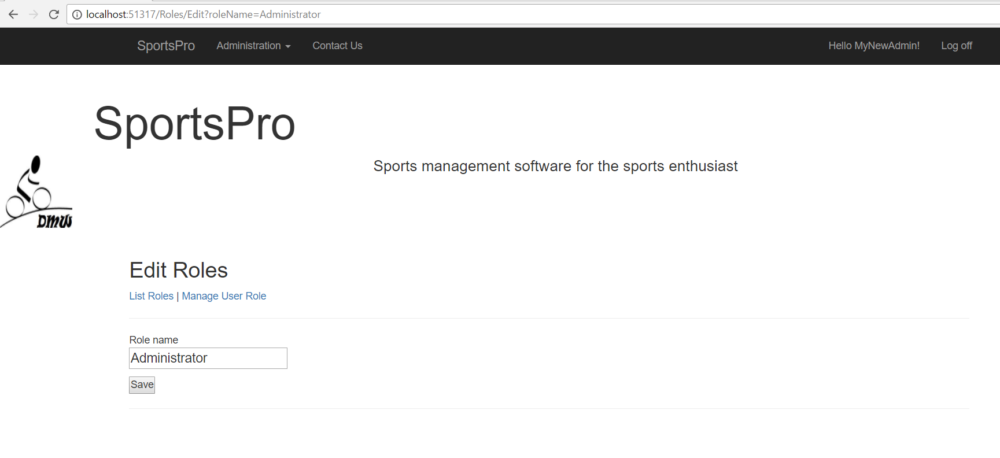 localhost:51317/Roles/Edit?roleName=Administrator
SportsPro Administration Contact Us Hello MyNewAdmin! Log off
SportsPro
Sports management software for the sports enthusiast
DMW
Edit Roles
List Roles | Manage User Role
Role name
Administrator
Save